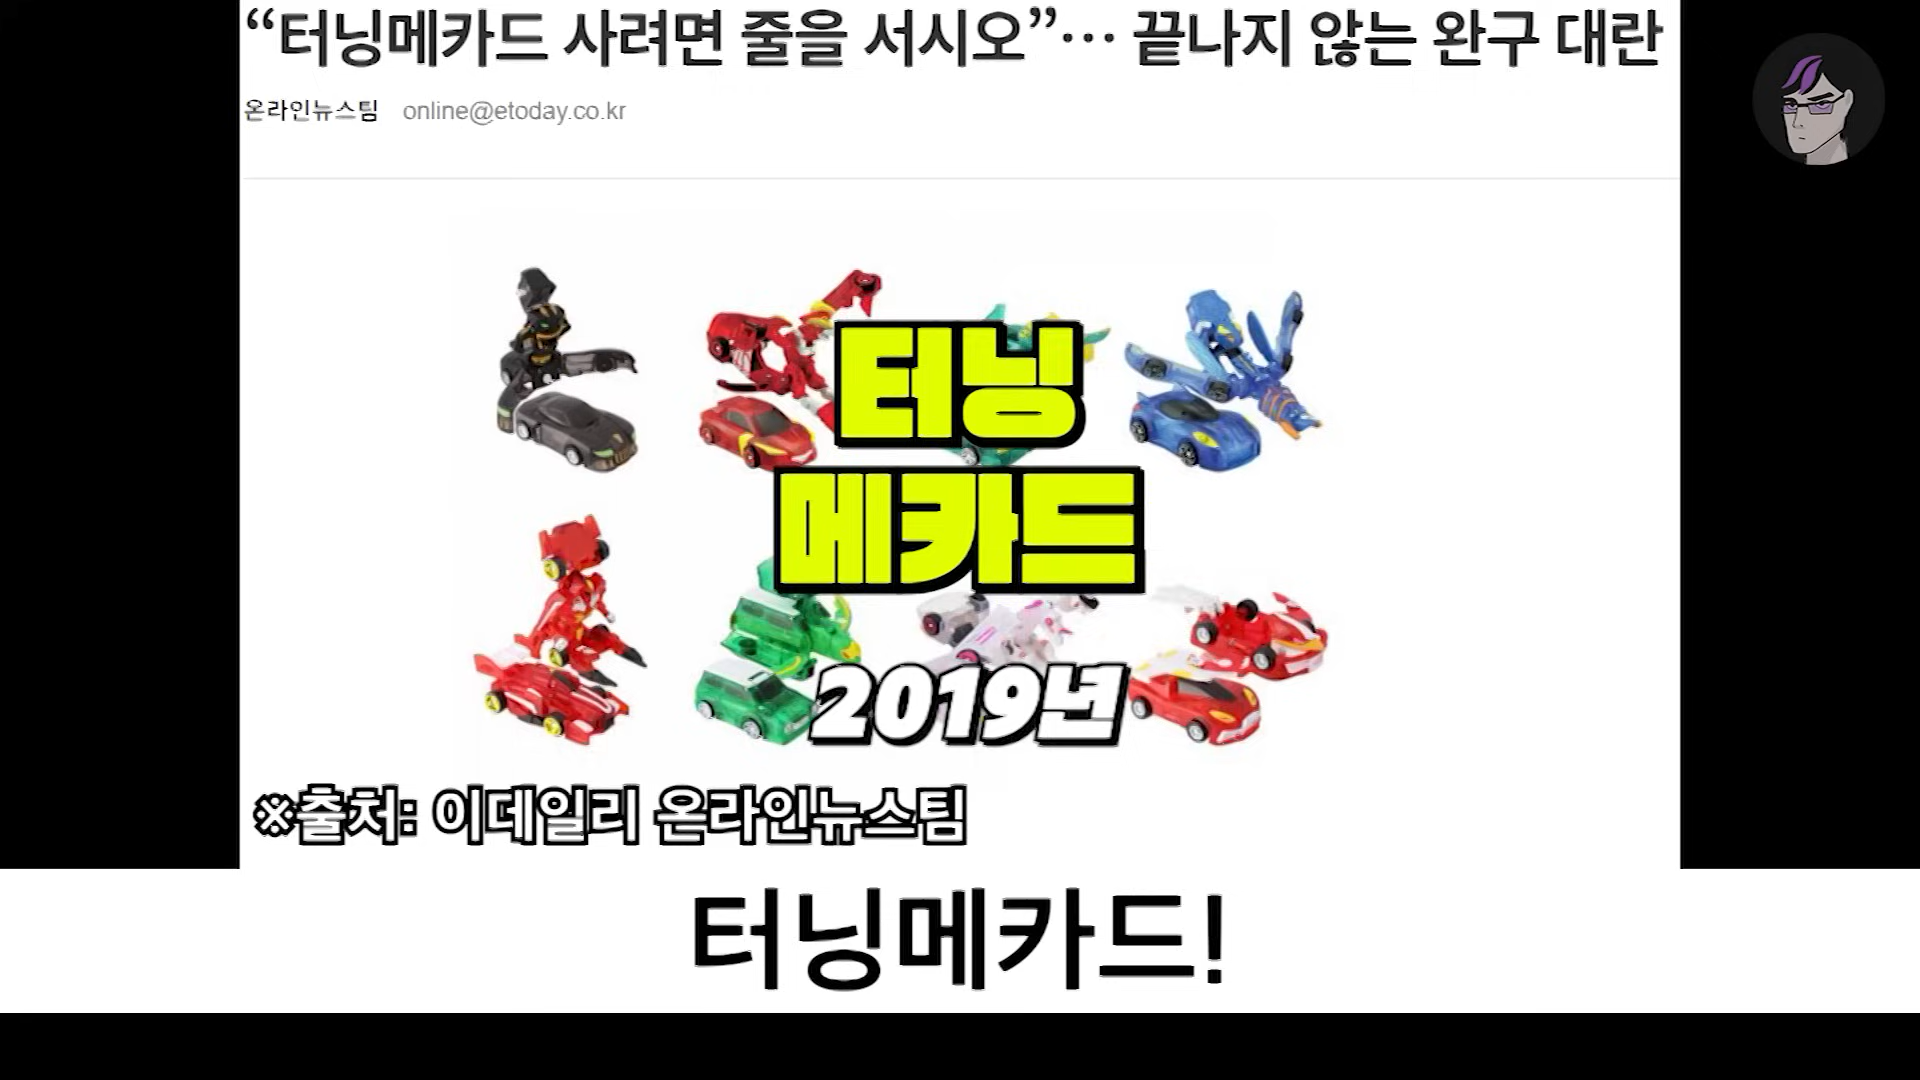 “터닝메카드 사려면 줄을 서시오”… 끝나지 않는 완구 대란
온라인뉴스팀 online@etoday.co.kr
터닝
메카드
2019년
※출처: 이데일리 온라인뉴스팀
터닝메카드!